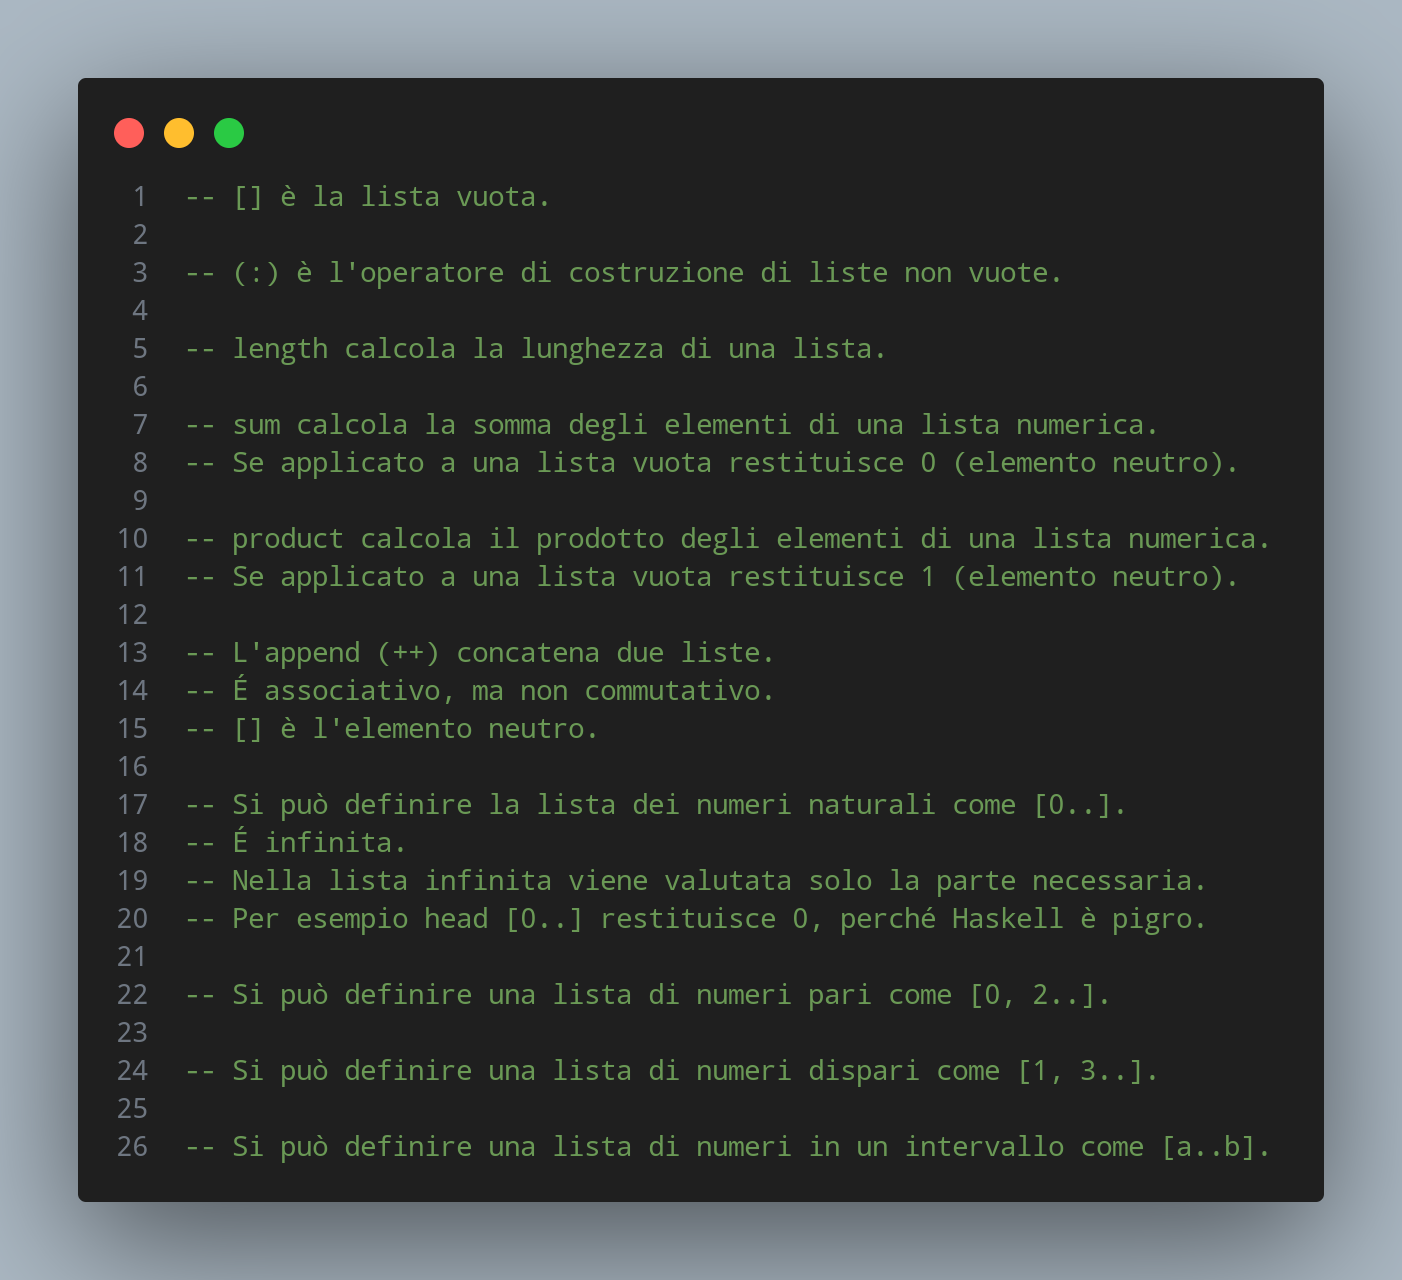 1 -- [] è la lista vuota.
2
3 -- (:) è l'operatore di costruzione di liste non vuote.
4
5 -- length calcola la lunghezza di una lista.
6
7 -- sum calcola la somma degli elementi di una lista numerica.
8 -- Se applicato a una lista vuota restituisce 0 (elemento neutro).
9
10 -- product calcola il prodotto degli elementi di una lista numerica.
11 -- Se applicato a una lista vuota restituisce 1 (elemento neutro).
12
13 -- L'append (++) concatena due liste.
14 -- É associativo, ma non commutativo.
15 -- [] è l'elemento neutro.
16
17 -- Si può definire la lista dei numeri naturali come [0..].
18 -- É infinita.
19 -- Nella lista infinita viene valutata solo la parte necessaria.
20 -- Per esempio head [0..] restituisce 0, perché Haskell è pigro.
21
22 -- Si può definire una lista di numeri pari come [0, 2..].
23
24 -- Si può definire una lista di numeri dispari come [1, 3..].
25
26 -- Si può definire una lista di numeri in un intervallo come [a..b].